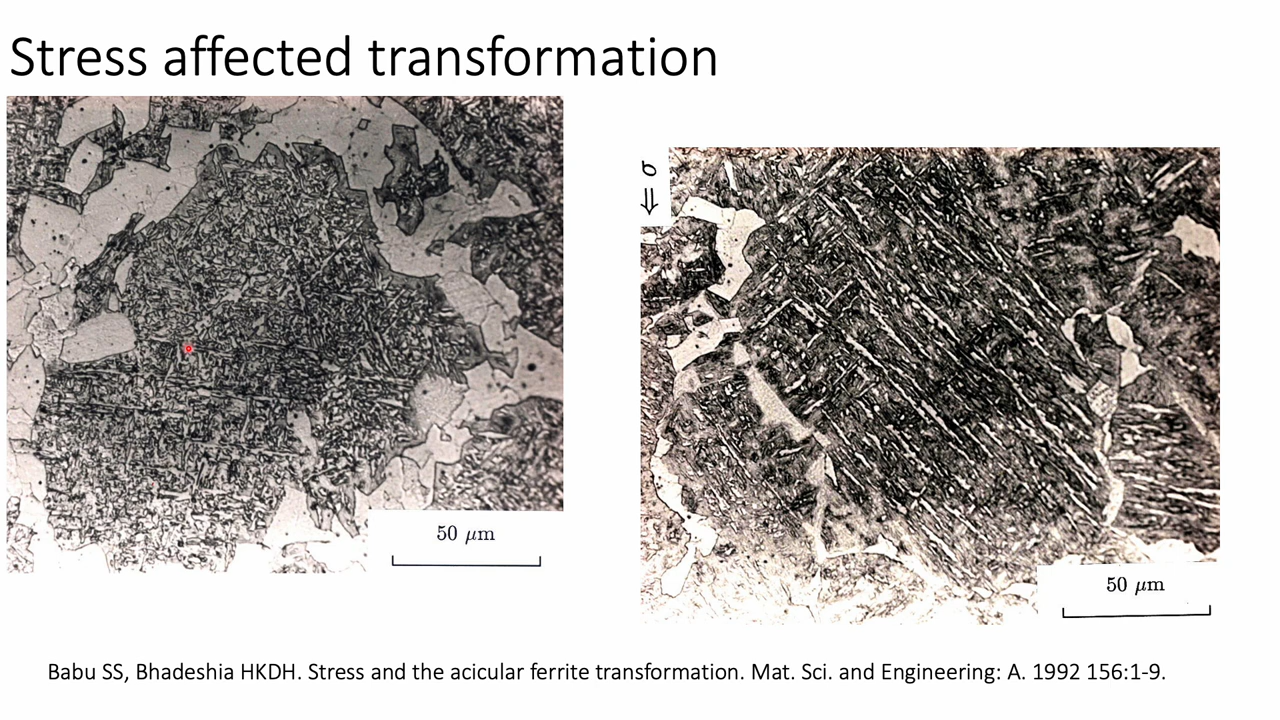 Stress affected transformation
σ
⇓
50 μm
50 μm
Babu SS, Bhadeshia HKDH. Stress and the acicular ferrite transformation. Mat. Sci. and Engineering: A. 1992 156:1-9.